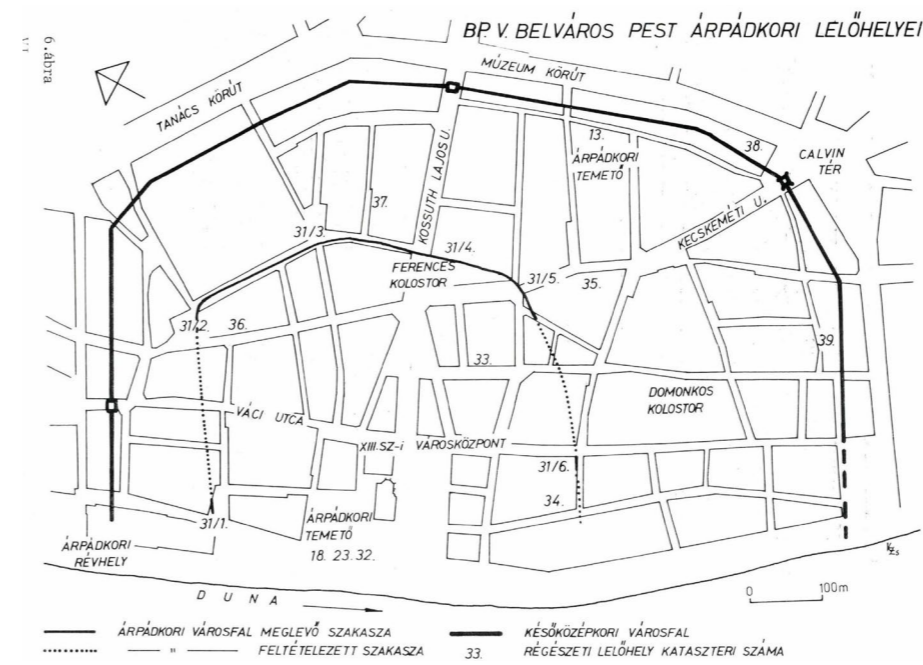 BP. V. BELVÁROS PEST ÁRPÁDKORI LELŐHELYEI
6. ábra
MÚZEUM KÖRÚT
TANÁCS KÖRÚT
KOSSUTH LAJOS U.
13.
ÁRPÁDKORI
TEMETŐ
38.
CALVIN
TÉR
37.
KECSKEMÉTI U.
31/3.
31/4.
FERENCES
KOLOSTOR
31/5.
35.
31/2.
36.
33.
39.
DOMONKOS
KOLOSTOR
VÁCI UTCA
XIII.SZ-i VÁROSKÖZPONT
31/6.
34.
31/1.
ÁRPÁDKORI
TEMETŐ
18. 23. 32.
ÁRPÁDKORI
RÉVHELY
DUNA
0 100m
ÁRPÁDKORI VÁROSFAL MEGLEVŐ SZAKASZA
KÉSŐKÖZÉPKORI VÁROSFAL
— " — FELTÉTELEZETT SZAKASZA
33. RÉGÉSZETI LELŐHELY KATASZTERI SZÁMA